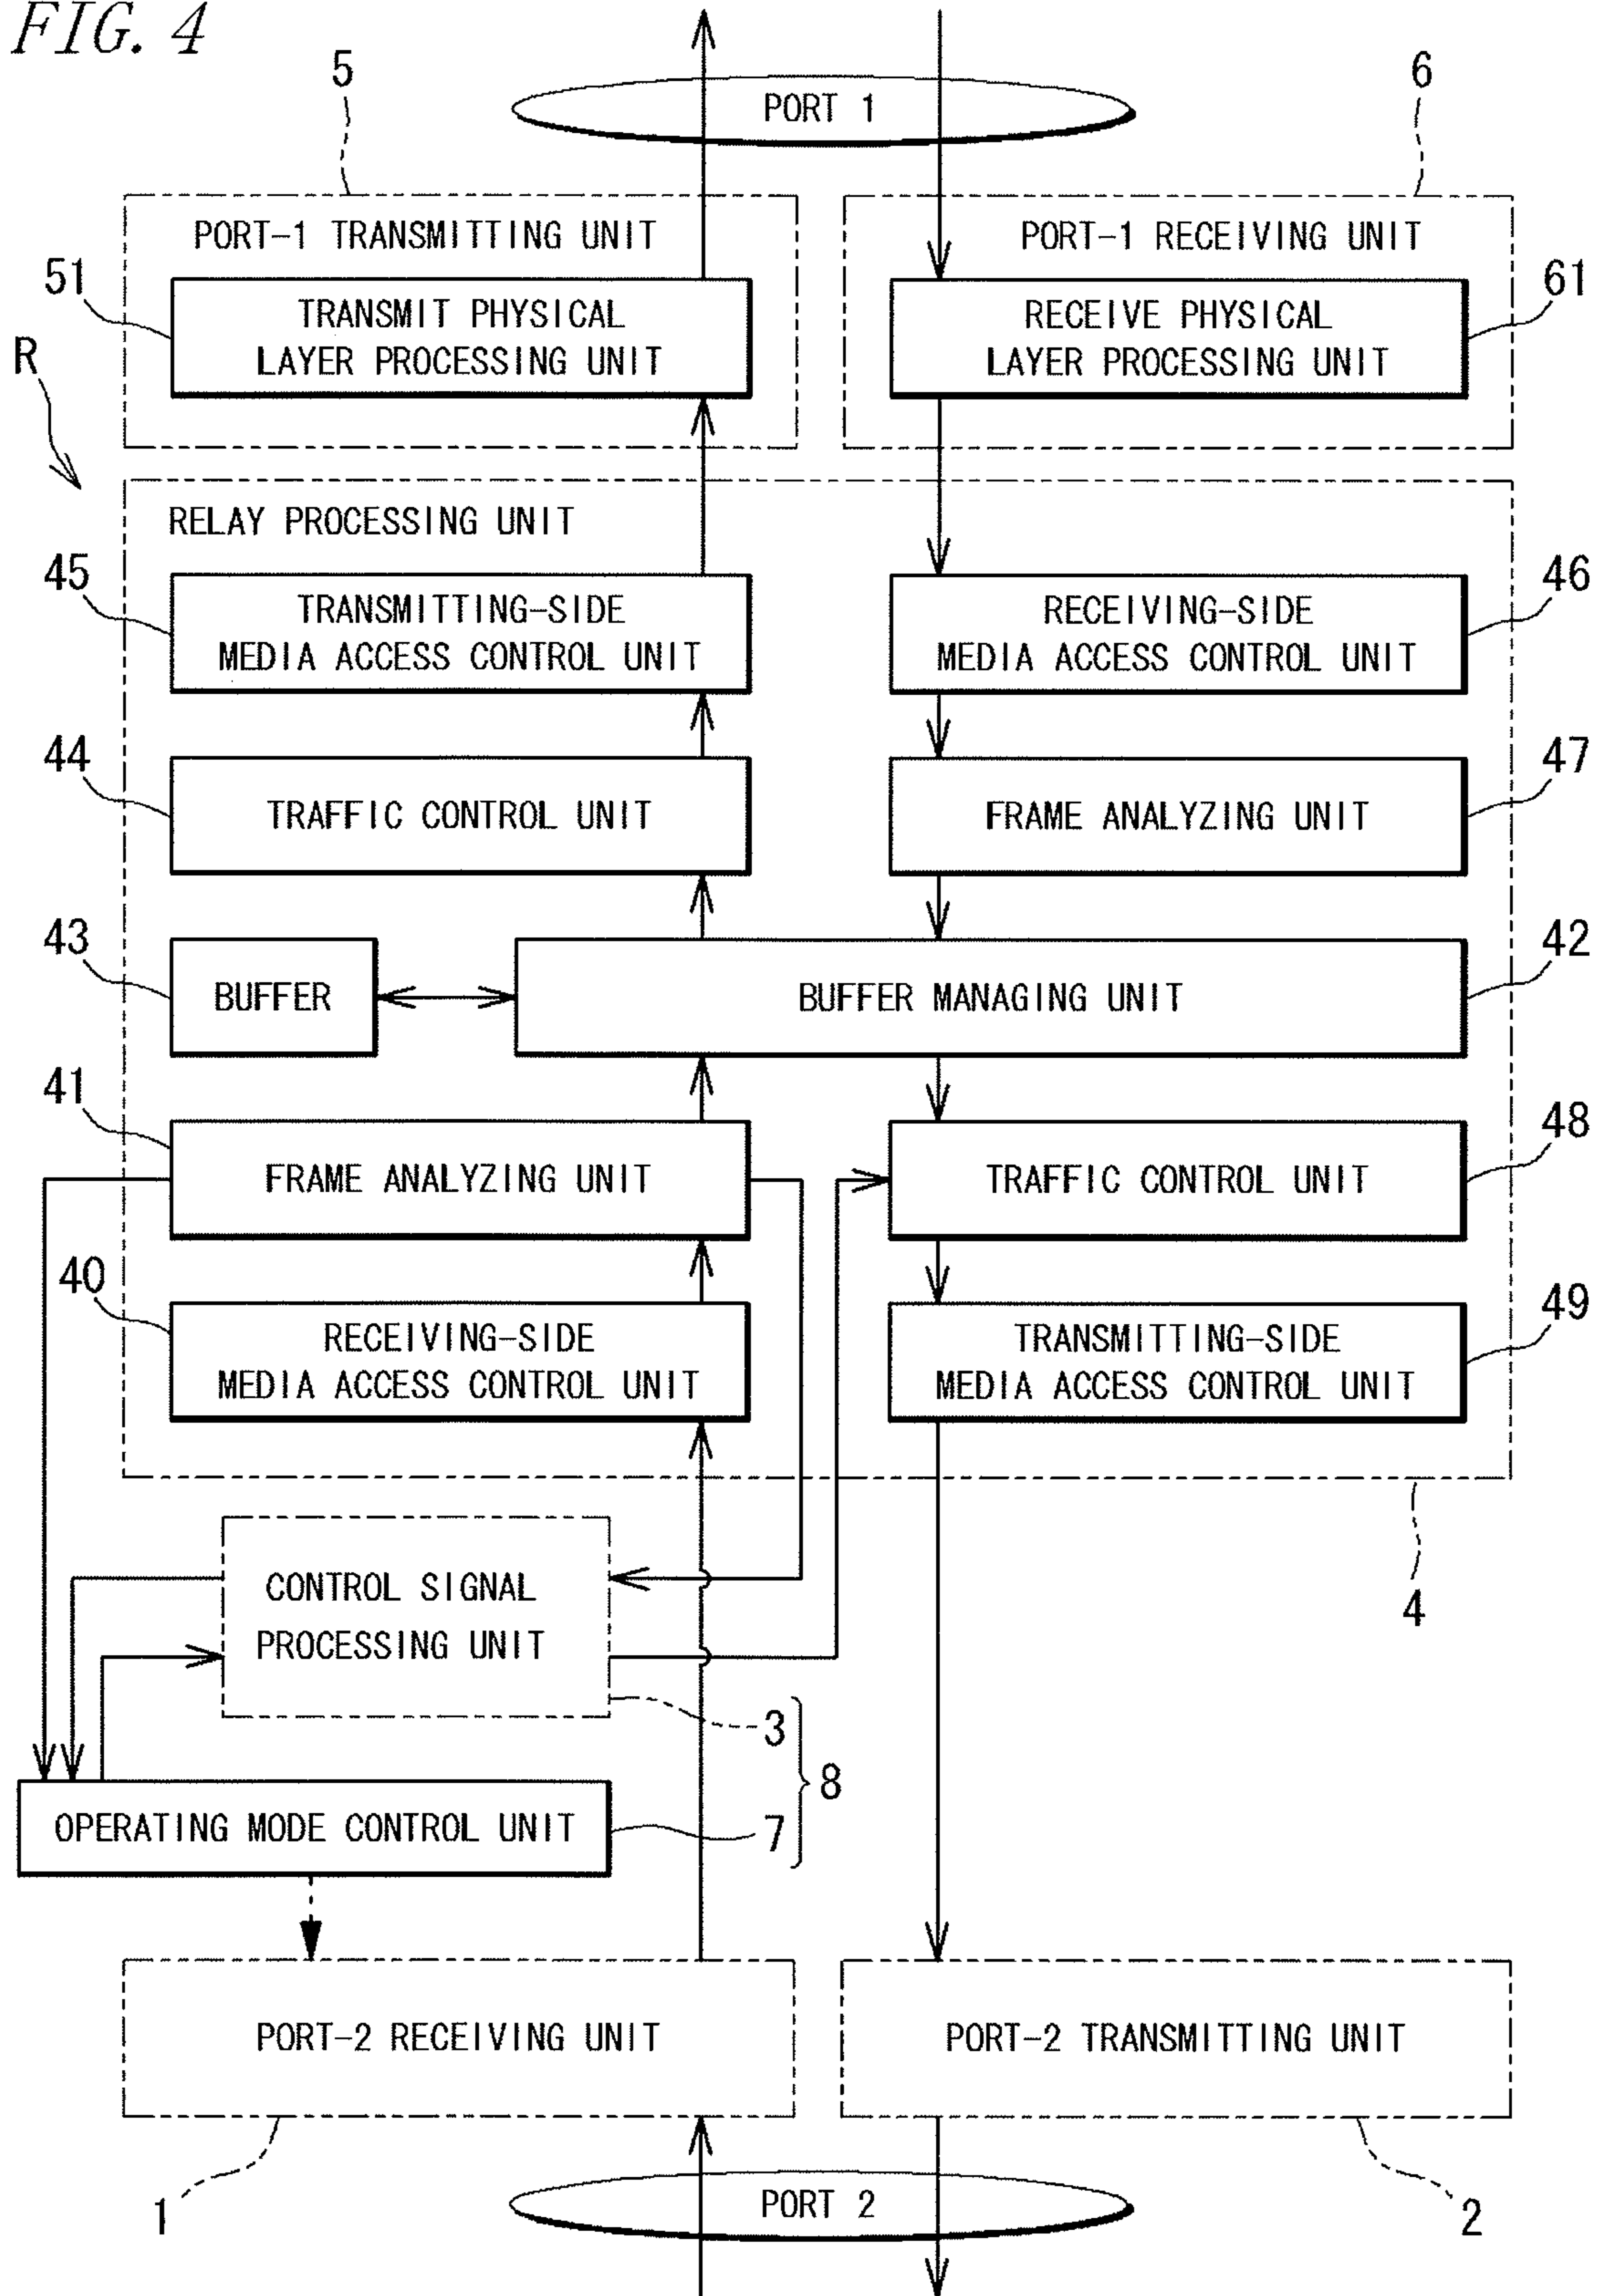 FIG. 4
5
PORT 1
6
PORT-1 TRANSMITTING UNIT
PORT-1 RECEIVING UNIT
51
TRANSMIT PHYSICAL
LAYER PROCESSING UNIT
RECEIVE PHYSICAL
LAYER PROCESSING UNIT
61
R
RELAY PROCESSING UNIT
45
TRANSMITTING-SIDE
MEDIA ACCESS CONTROL UNIT
RECEIVING-SIDE
MEDIA ACCESS CONTROL UNIT
46
44
TRAFFIC CONTROL UNIT
FRAME ANALYZING UNIT
47
43
BUFFER
BUFFER MANAGING UNIT
42
41
FRAME ANALYZING UNIT
TRAFFIC CONTROL UNIT
48
40
RECEIVING-SIDE
MEDIA ACCESS CONTROL UNIT
TRANSMITTING-SIDE
MEDIA ACCESS CONTROL UNIT
49
CONTROL SIGNAL
PROCESSING UNIT
4
3
8
OPERATING MODE CONTROL UNIT
7
PORT-2 RECEIVING UNIT
PORT-2 TRANSMITTING UNIT
1
PORT 2
2